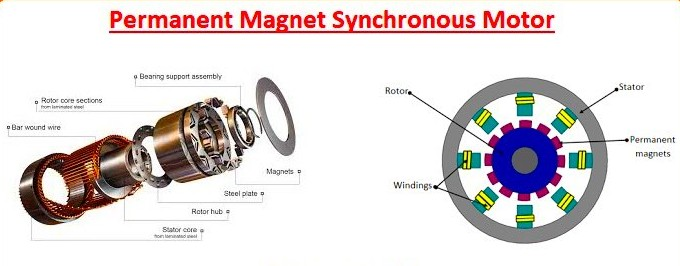 Permanent Magnet Synchronous Motor
Bearing support assembly
Rotor core sections
from laminated steel
Bar wound wire
Magnets
Steel plate
Rotor hub
Stator core
from laminated steel
Rotor
Stator
Permanent
magnets
Windings